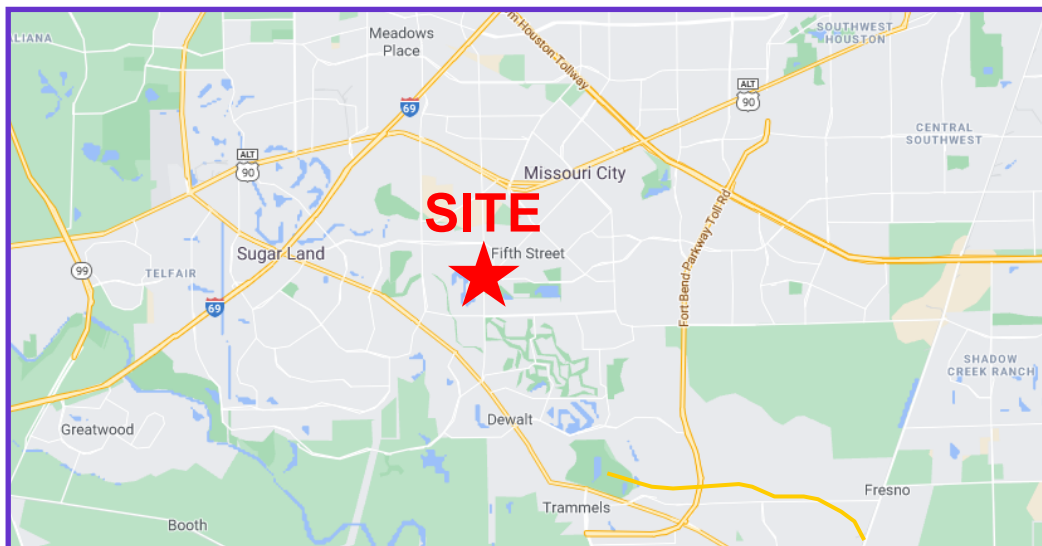 ALIANA
Meadows
Place
m Houston Tollway
SOUTHWEST
HOUSTON
69
ALT
90
CENTRAL
SOUTHWEST
ALT
90
Missouri City
SITE
Fort Bend Parkway Toll Rd
Sugar Land
Fifth Street
99
TELFAIR
69
SHADOW
CREEK RANCH
Greatwood
Dewalt
Fresno
Trammels
Booth